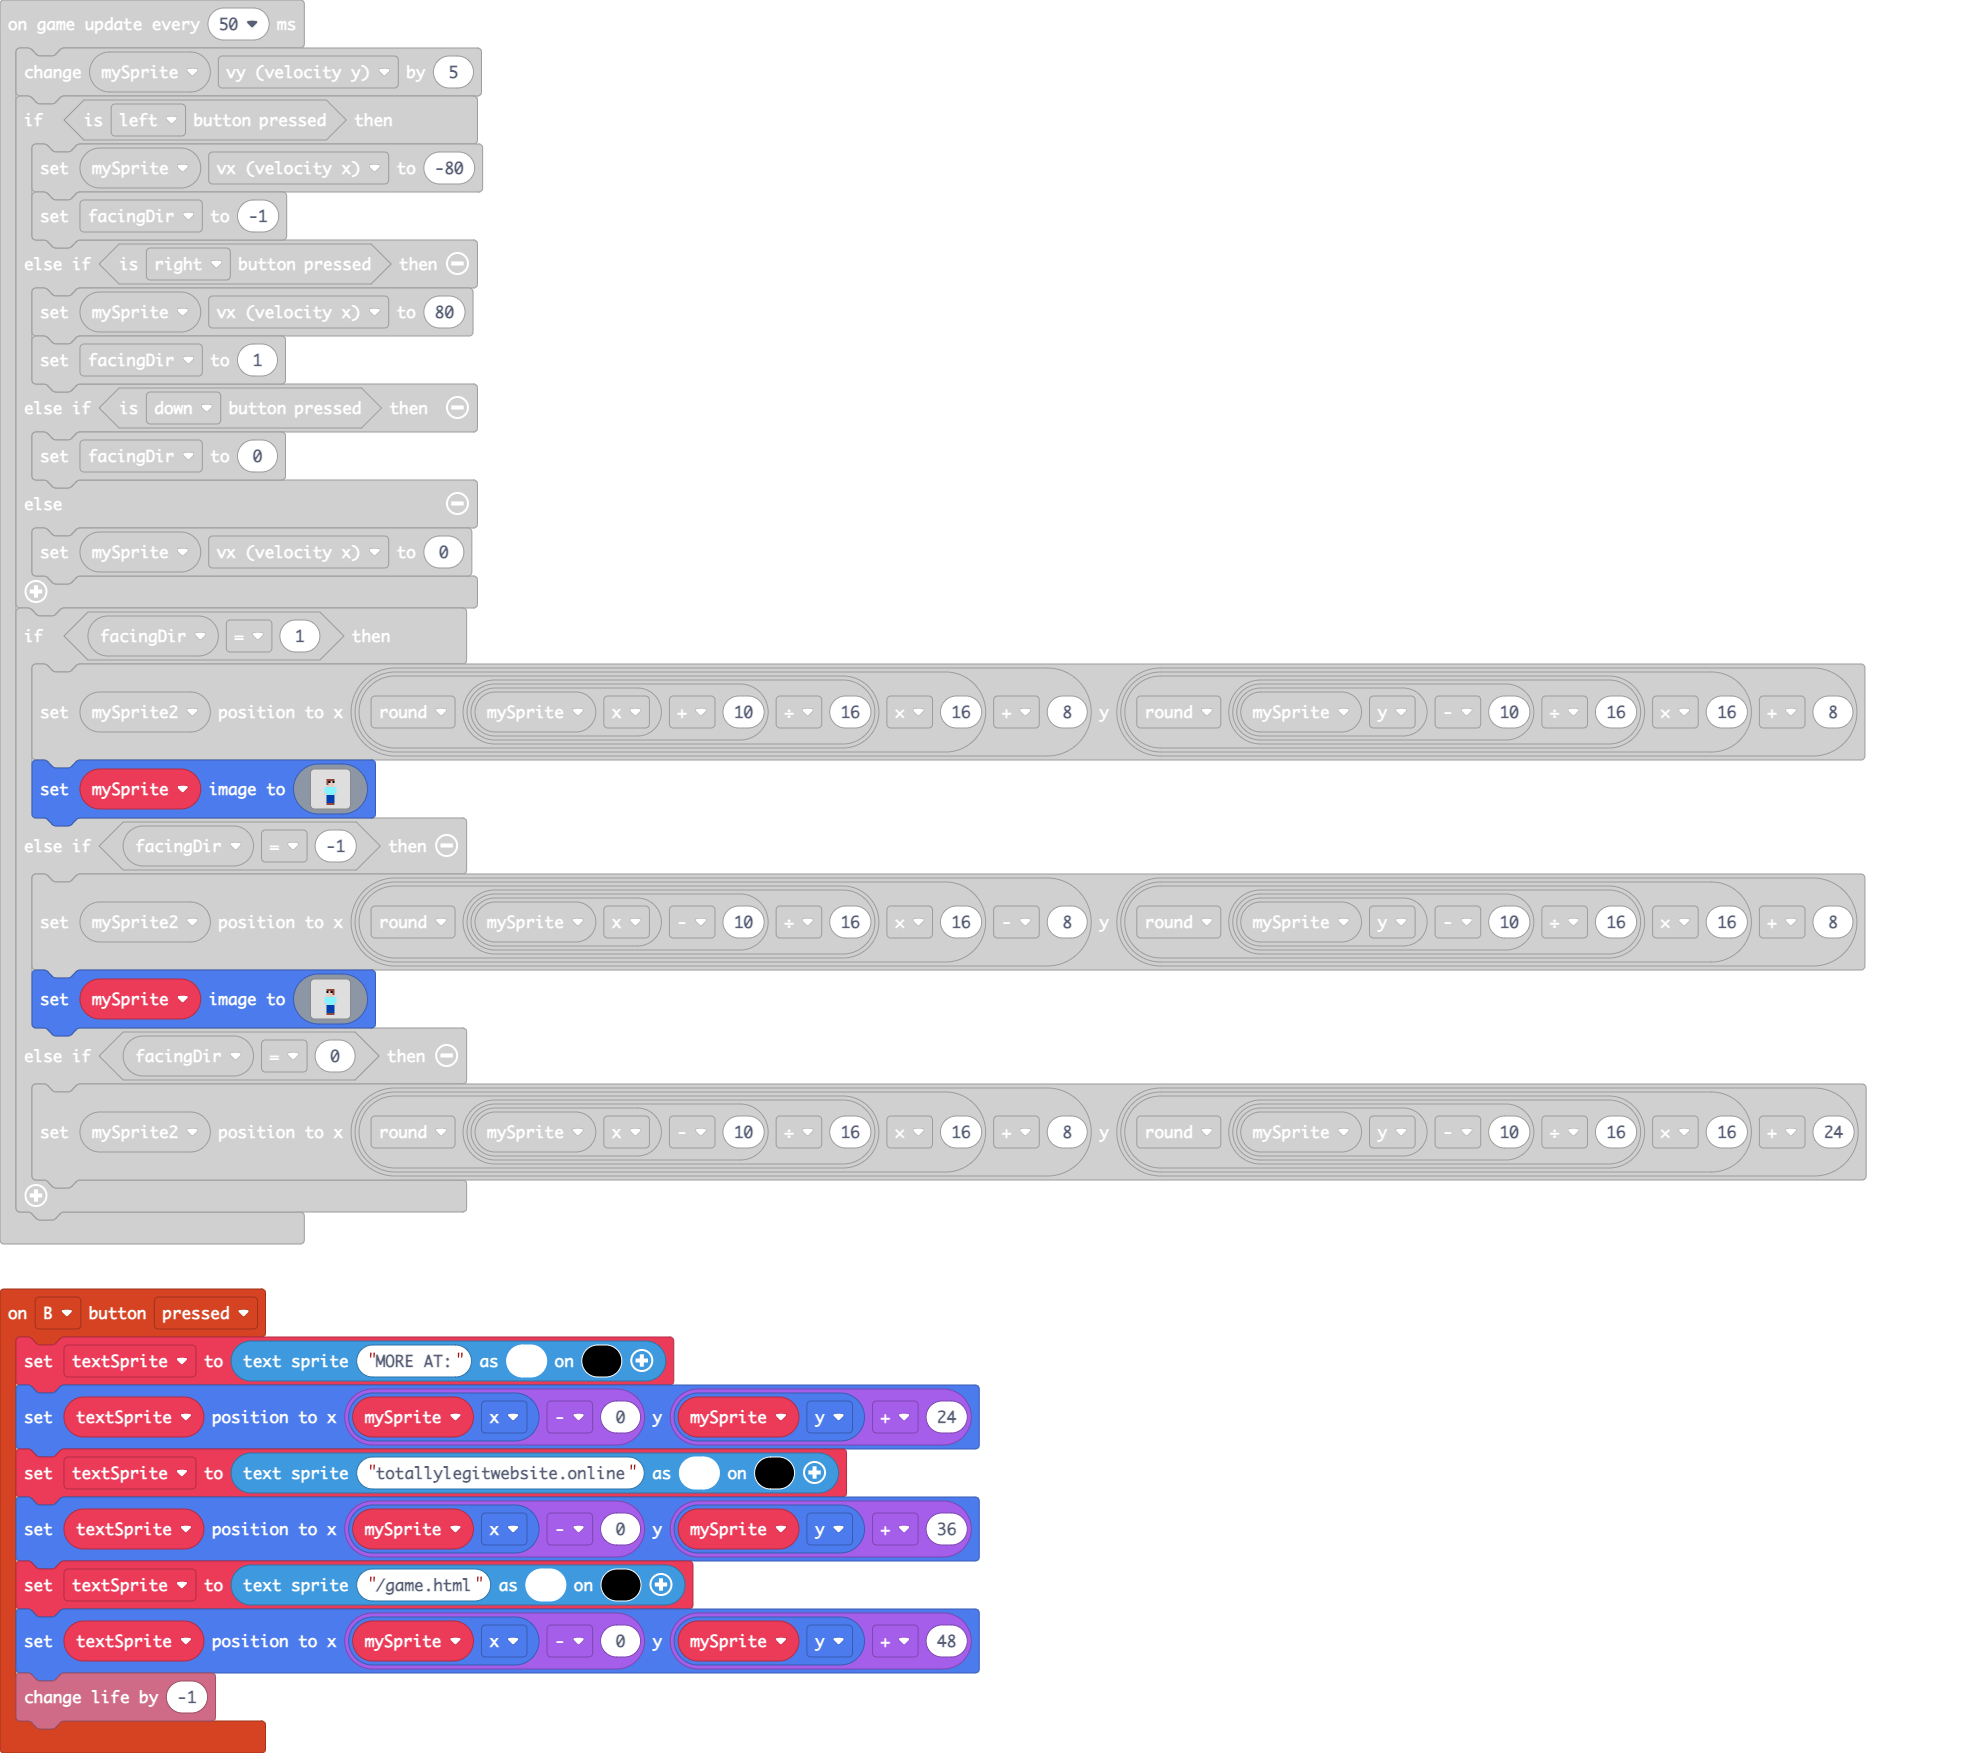 on game update every 50 ms
change mySprite vy (velocity y) by 5
if is left button pressed then
set mySprite vx (velocity x) to -80
set facingDir to -1
else if is right button pressed then
set mySprite vx (velocity x) to 80
set facingDir to 1
else if is down button pressed then
set facingDir to 0
else
set mySprite vx (velocity x) to 0
if facingDir = 1 then
set mySprite2 position to x round mySprite x + 10 ÷ 16 × 16 + 8 y round mySprite y - 10 ÷ 16 × 16 + 8
set mySprite image to
else if facingDir = -1 then
set mySprite2 position to x round mySprite x - 10 ÷ 16 × 16 - 8 y round mySprite y - 10 ÷ 16 × 16 + 8
set mySprite image to
else if facingDir = 0 then
set mySprite2 position to x round mySprite x - 10 ÷ 16 × 16 + 8 y round mySprite y - 10 ÷ 16 × 16 + 24
on B button pressed
set textSprite to text sprite "MORE AT:" as on
set textSprite position to x mySprite x - 0 y mySprite y + 24
set textSprite to text sprite "totallylegitwebsite.online" as on
set textSprite position to x mySprite x - 0 y mySprite y + 36
set textSprite to text sprite "/game.html" as on
set textSprite position to x mySprite x - 0 y mySprite y + 48
change life by -1